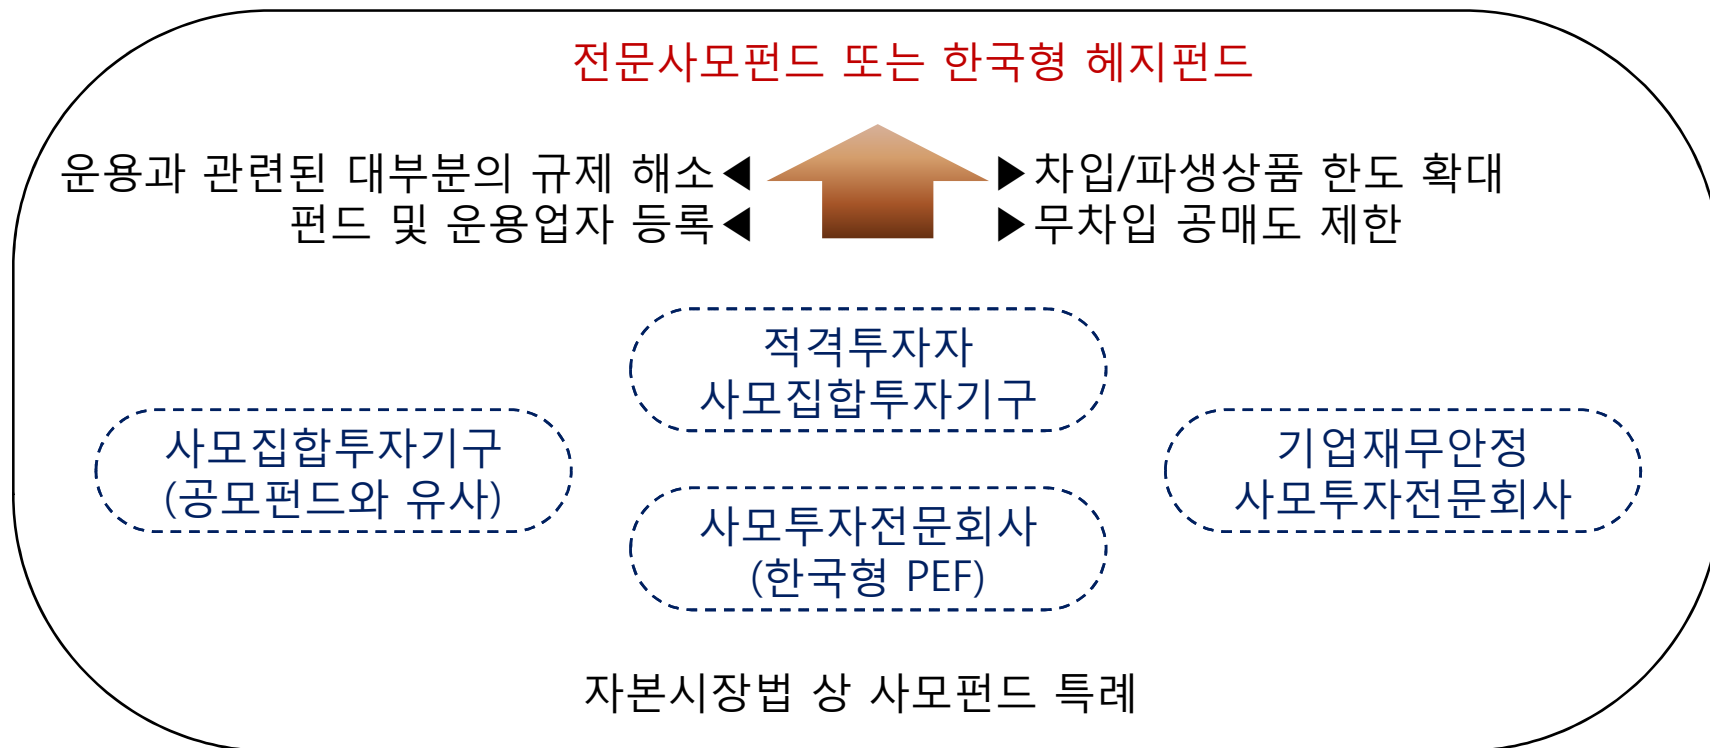 전문사모펀드 또는 한국형 헤지펀드
운용과 관련된 대부분의 규제 해소◀
펀드 및 운용업자 등록◀
▶차입/파생상품 한도 확대
▶무차입 공매도 제한
적격투자자
사모집합투자기구
사모집합투자기구
(공모펀드와 유사)
사모투자전문회사
(한국형 PEF)
기업재무안정
사모투자전문회사
자본시장법 상 사모펀드 특례